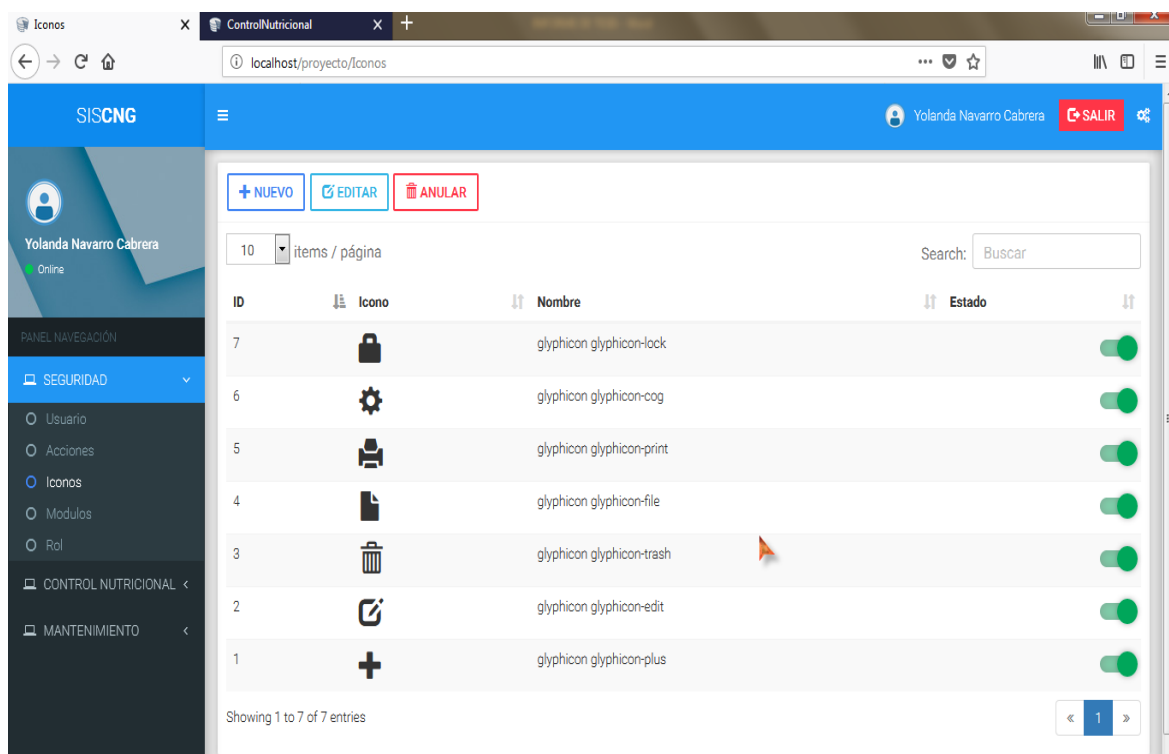 Iconos X
ControlNutricional X +
localhost/proyecto/Iconos
SISCNG
Yolanda Navarro Cabrera
SALIR
Yolanda Navarro Cabrera
Online
PANEL NAVEGACIÓN
SEGURIDAD
Usuario
Acciones
Iconos
Modulos
Rol
CONTROL NUTRICIONAL
MANTENIMIENTO
NUEVO EDITAR ANULAR
10 items / página
Search: Buscar
ID Icono Nombre Estado
7 glyphicon glyphicon-lock
6 glyphicon glyphicon-cog
5 glyphicon glyphicon-print
4 glyphicon glyphicon-file
3 glyphicon glyphicon-trash
2 glyphicon glyphicon-edit
1 glyphicon glyphicon-plus
Showing 1 to 7 of 7 entries
« 1 »